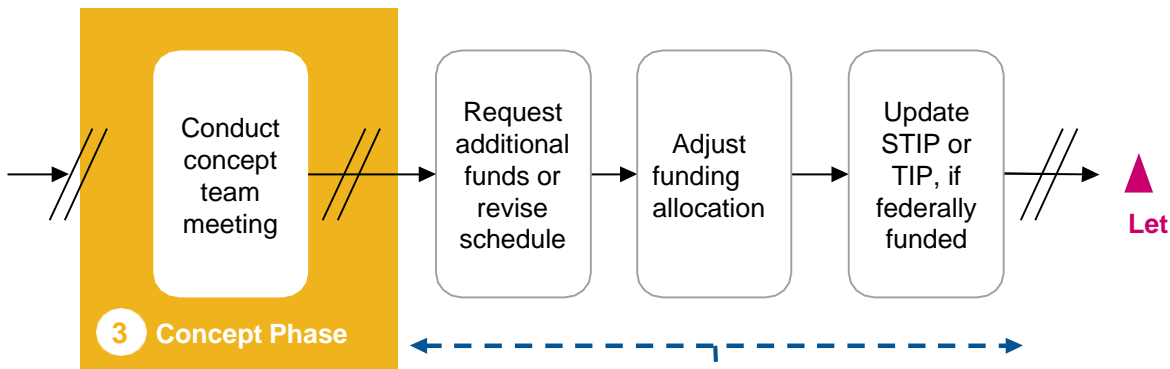 Conduct
concept
team
meeting
Request
additional
funds or
revise
schedule
Adjust
funding
allocation
Update
STIP or
TIP, if
federally
funded
Let
3 Concept Phase